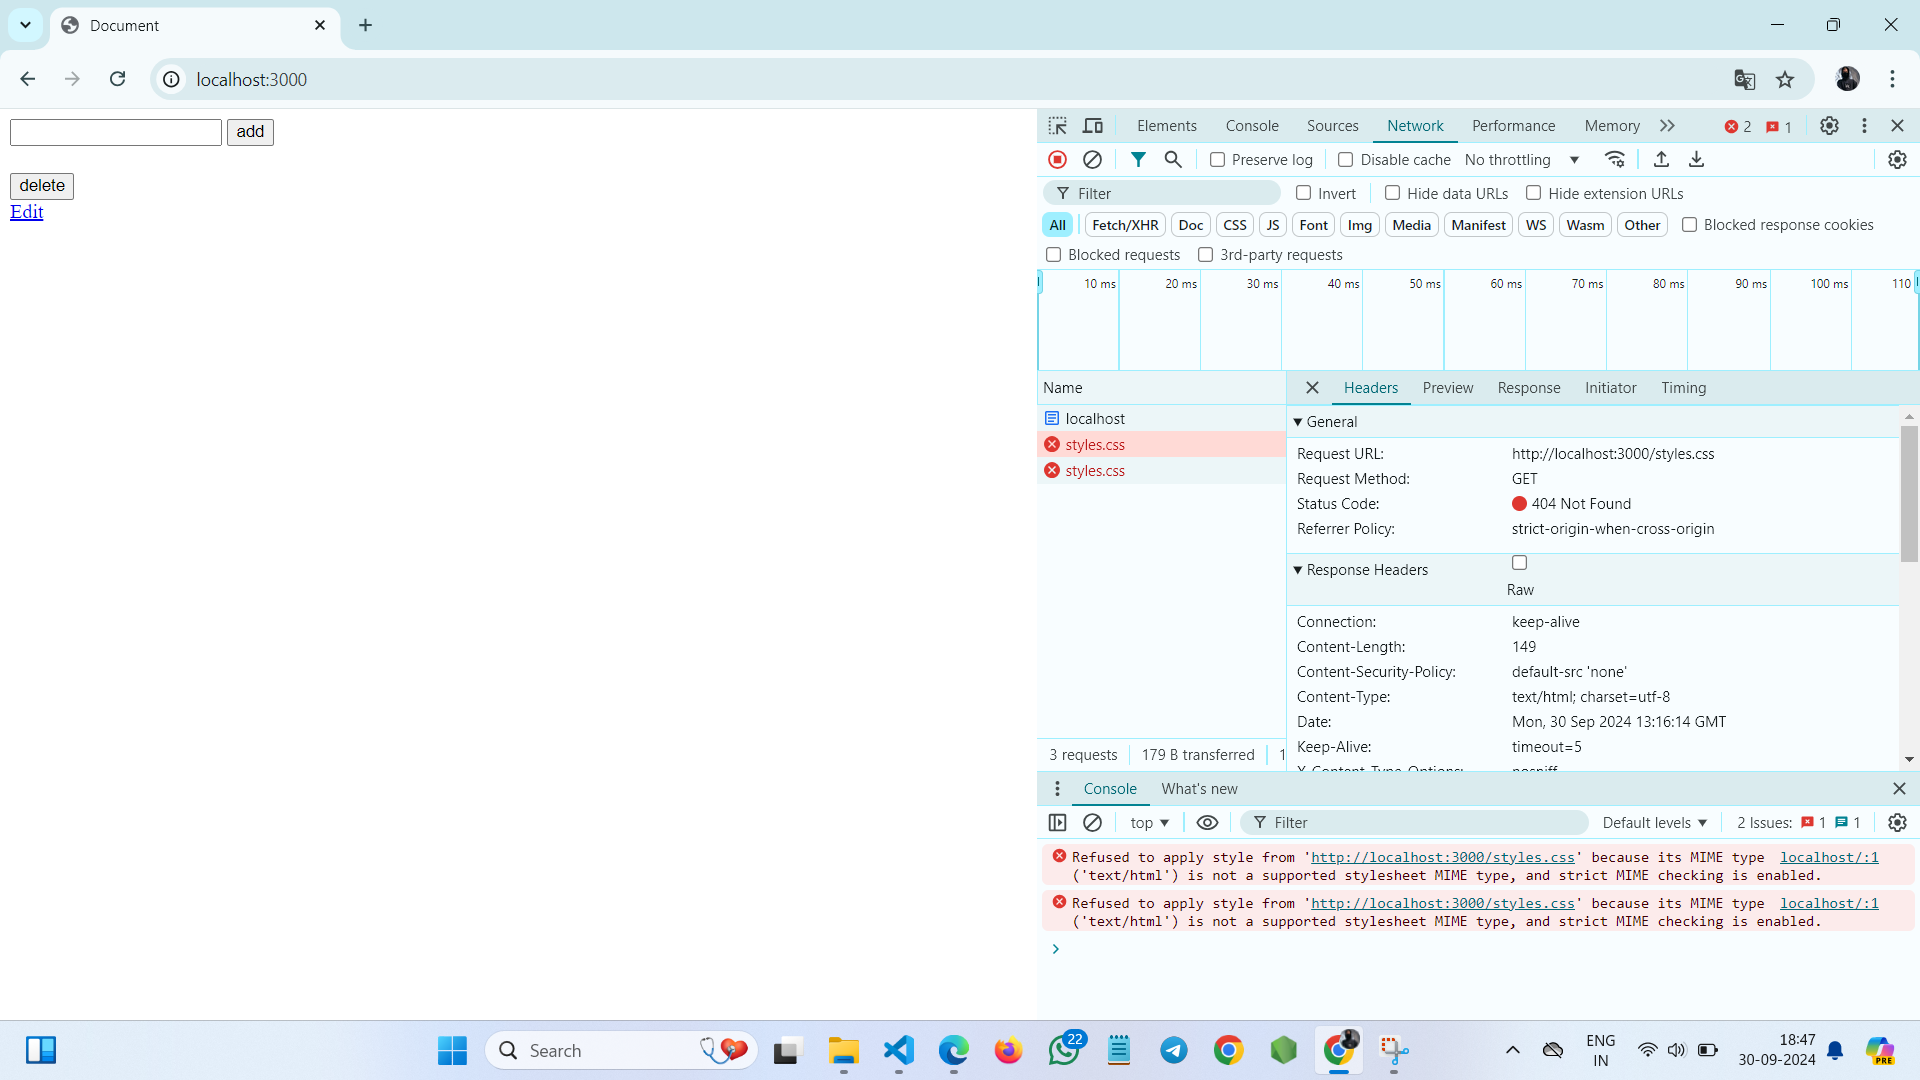 Document
localhost:3000
add
delete
Edit
Elements Console Sources Network Performance Memory 2 1
Preserve log Disable cache No throttling
Filter Invert Hide data URLs Hide extension URLs
All Fetch/XHR Doc CSS JS Font Img Media Manifest WS Wasm Other Blocked response cookies
Blocked requests 3rd-party requests
10 ms 20 ms 30 ms 40 ms 50 ms 60 ms 70 ms 80 ms 90 ms 100 ms 110
Name
localhost
styles.css
styles.css
3 requests 179 B transferred 1
Headers Preview Response Initiator Timing
General
Request URL: http://localhost:3000/styles.css
Request Method: GET
Status Code: 404 Not Found
Referrer Policy: strict-origin-when-cross-origin
Response Headers
Raw
Connection: keep-alive
Content-Length: 149
Content-Security-Policy: default-src 'none'
Content-Type: text/html; charset=utf-8
Date: Mon, 30 Sep 2024 13:16:14 GMT
Keep-Alive: timeout=5
X-Content-Type-Options: nosniff
Console What's new
top Filter Default levels 2 Issues: 1 1
Refused to apply style from 'http://localhost:3000/styles.css' because its MIME type localhost/:1
('text/html') is not a supported stylesheet MIME type, and strict MIME checking is enabled.
Refused to apply style from 'http://localhost:3000/styles.css' because its MIME type localhost/:1
('text/html') is not a supported stylesheet MIME type, and strict MIME checking is enabled.
Search
22
ENG
IN
18:47
30-09-2024
PRE